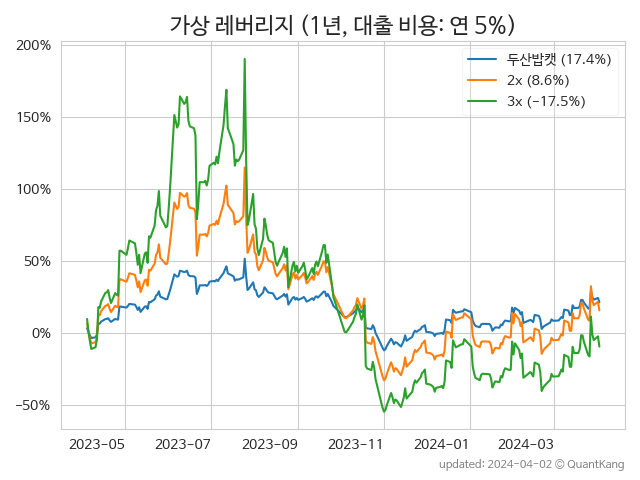 가상 레버리지 (1년, 대출 비용: 연 5%)
200%
150%
100%
50%
0%
−50%
두산밥캣 (17.4%)
2x (8.6%)
3x (−17.5%)
2023-05
2023-07
2023-09
2023-11
2024-01
2024-03
updated: 2024-04-02 © QuantKang